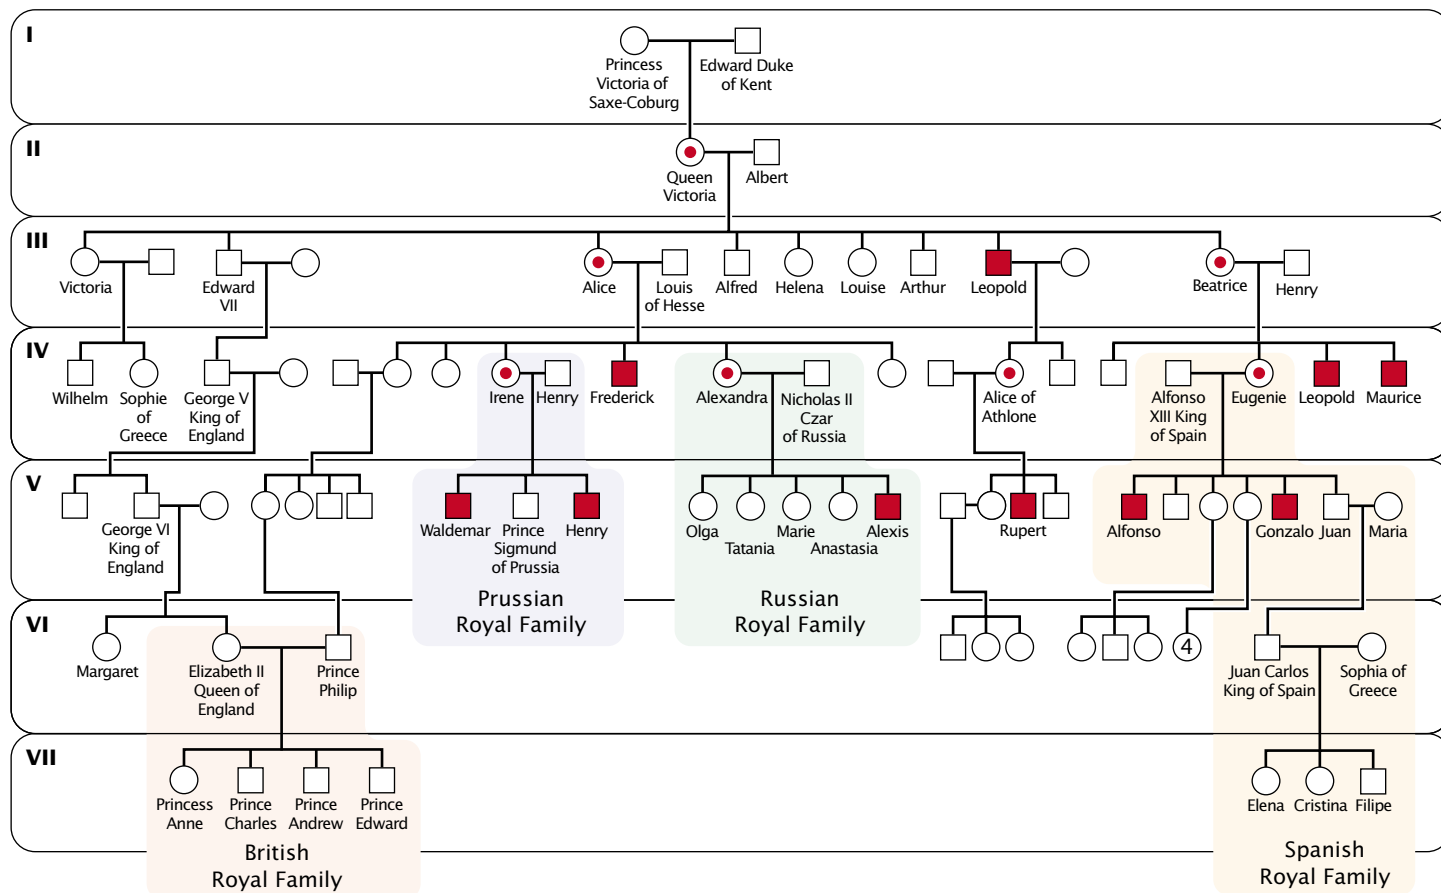 I
Princess
Victoria of
Saxe-Coburg
Edward Duke
of Kent
II
Queen
Victoria
Albert
III
Victoria
Edward
VII
Alice
Louis
of Hesse
Alfred
Helena
Louise
Arthur
Leopold
Beatrice
Henry
IV
Wilhelm
Sophie
of
Greece
George V
King of
England
Irene
Henry
Frederick
Alexandra
Nicholas II
Czar
of Russia
Alice of
Athlone
Alfonso
XIII King
of Spain
Eugenie
Leopold
Maurice
V
George VI
King of
England
Waldemar
Prince
Sigmund
of Prussia
Henry
Prussian
Royal Family
Olga
Tatania
Marie
Anastasia
Alexis
Russian
Royal Family
Rupert
Alfonso
Gonzalo
Juan
Maria
VI
Margaret
Elizabeth II
Queen of
England
Prince
Philip
4
Juan Carlos
King of Spain
Sophia of
Greece
VII
Princess
Anne
Prince
Charles
Prince
Andrew
Prince
Edward
British
Royal Family
Elena
Cristina
Filipe
Spanish
Royal Family